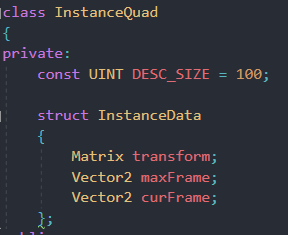 class InstanceQuad
{
private:
    const UINT DESC_SIZE = 100;
    struct InstanceData
    {
        Matrix transform;
        Vector2 maxFrame;
        Vector2 curFrame;
    };